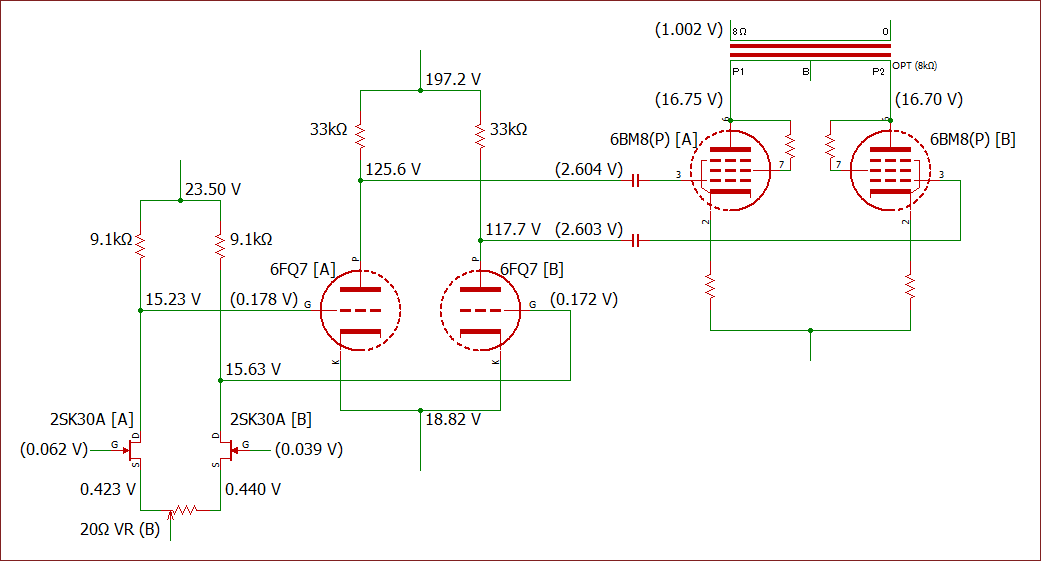 (1.002 V) 8Ω 0
OPT (8kΩ)
P1 B P2
197.2 V
(16.75 V) (16.70 V)
33kΩ 33kΩ
6
6
6BM8(P) [A] 6BM8(P) [B]
125.6 V (2.604 V) 3 7 7 3
23.50 V
9.1kΩ 9.1kΩ
117.7 V (2.603 V)
2 2
P P
6FQ7 [A] 6FQ7 [B]
15.23 V (0.178 V) G G (0.172 V)
K K
15.63 V
2SK30A [A] 2SK30A [B] 18.82 V
D D
(0.062 V) G G (0.039 V)
S S
0.423 V 0.440 V
20Ω VR (B)